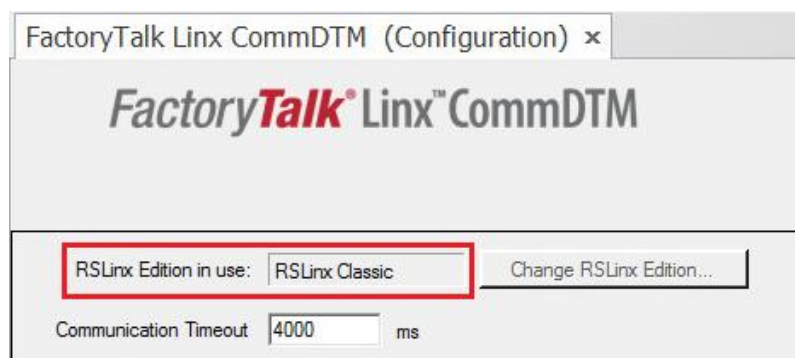 FactoryTalk Linx CommDTM (Configuration) ×
FactoryTalk® Linx™ CommDTM
RSLinx Edition in use: RSLinx Classic Change RSLinx Edition...
Communication Timeout 4000 ms